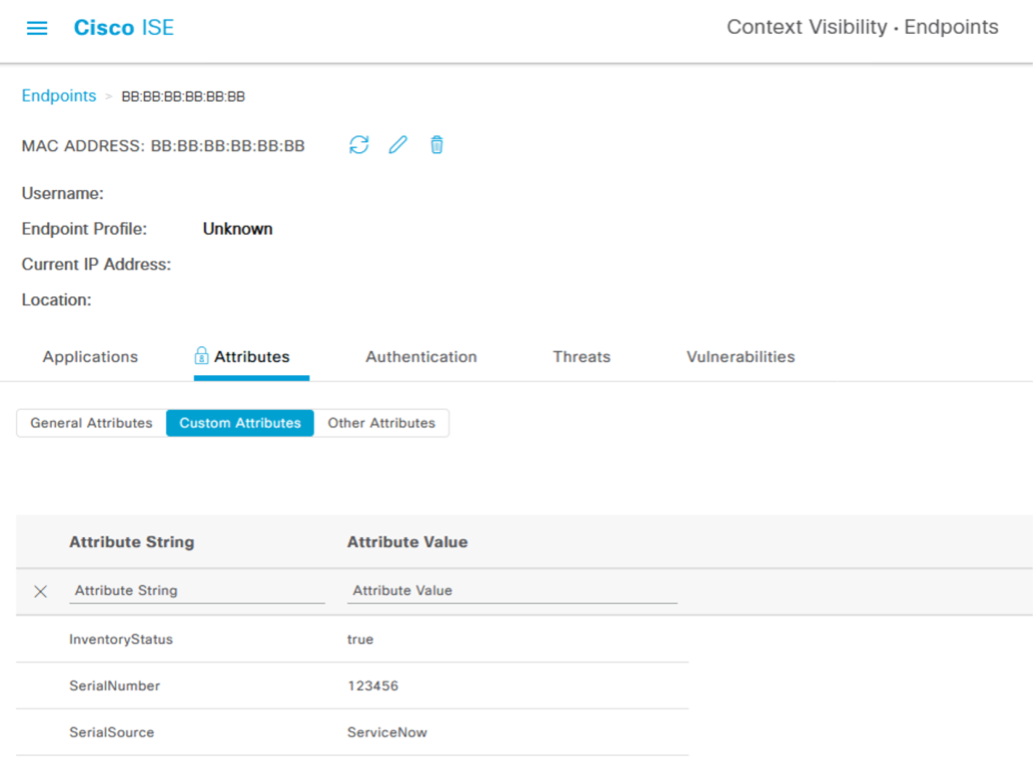 Cisco ISE
Context Visibility · Endpoints
Endpoints > BB:BB:BB:BB:BB:BB
MAC ADDRESS: BB:BB:BB:BB:BB:BB
Username:
Endpoint Profile: Unknown
Current IP Address:
Location:
Applications Attributes Authentication Threats Vulnerabilities
General Attributes Custom Attributes Other Attributes
Attribute String Attribute Value
Attribute String Attribute Value
InventoryStatus true
SerialNumber 123456
SerialSource ServiceNow